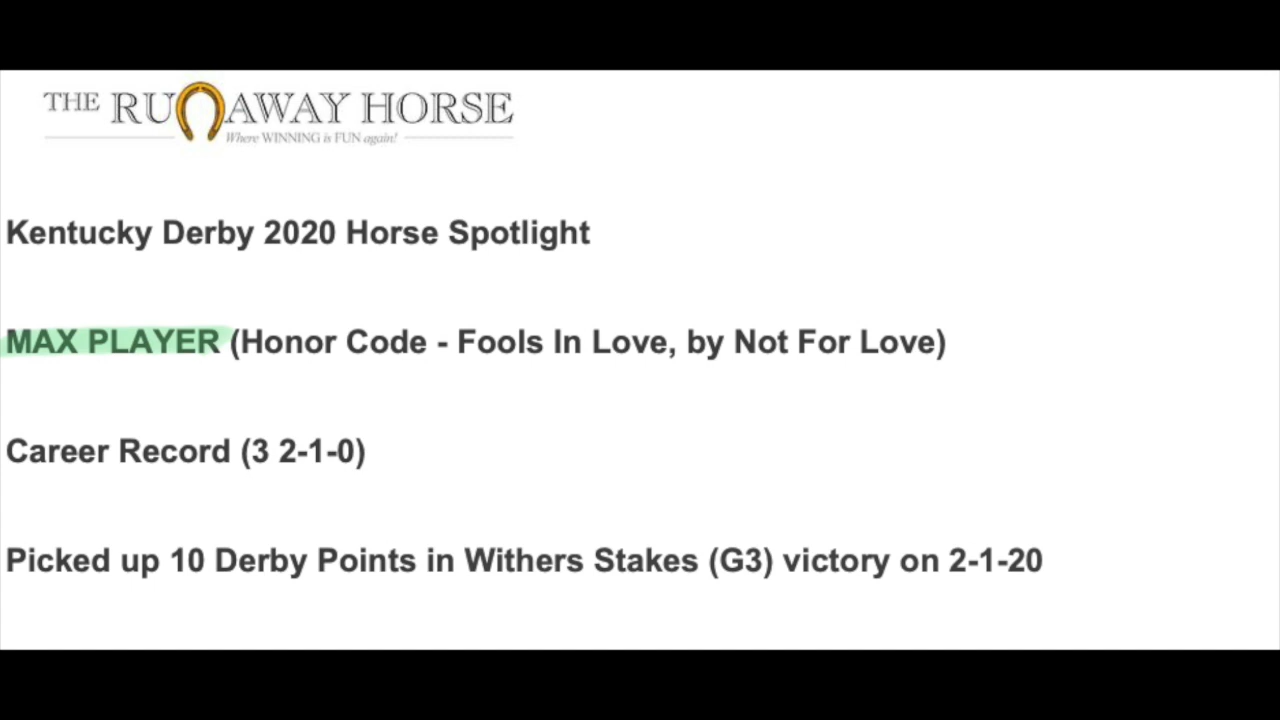 THE RUNAWAY HORSE
Where WINNING is FUN again!
Kentucky Derby 2020 Horse Spotlight
MAX PLAYER (Honor Code - Fools In Love, by Not For Love)
Career Record (3 2-1-0)
Picked up 10 Derby Points in Withers Stakes (G3) victory on 2-1-20